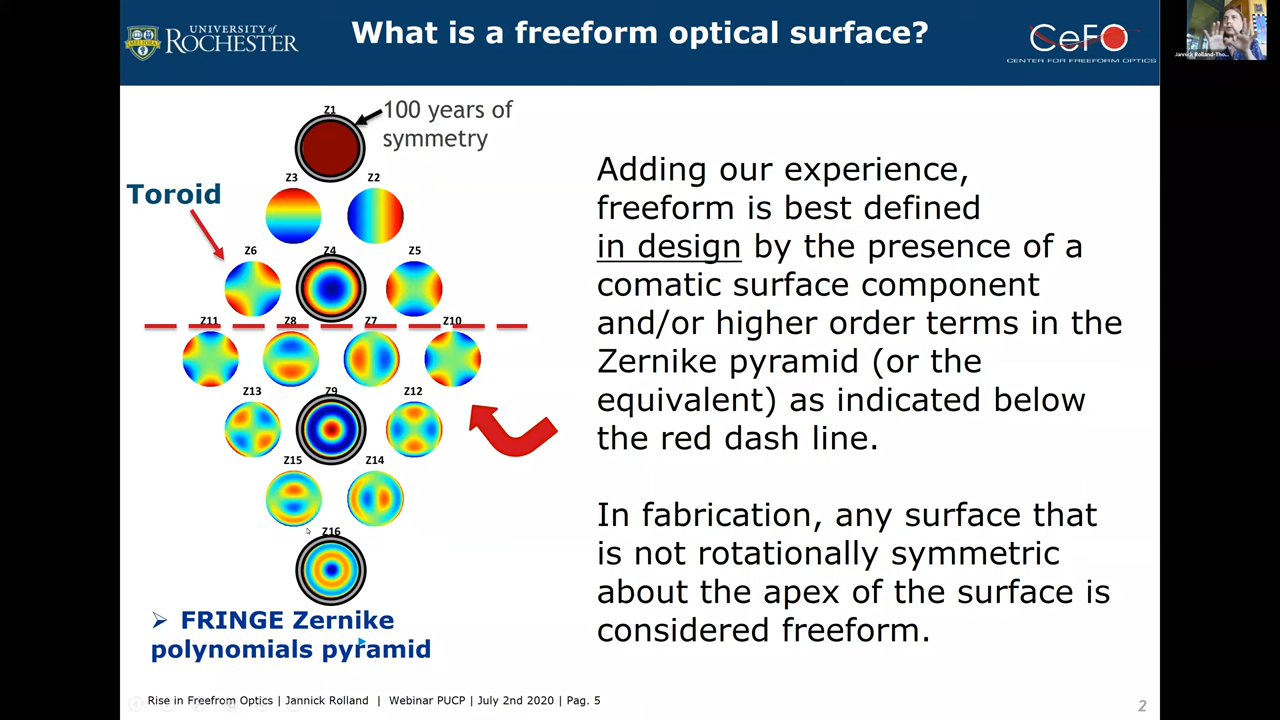 UNIVERSITY of
ROCHESTER
MELIORA
What is a freeform optical surface?
CeFO
CENTER FOR FREEFORM OPTICS
Jannick Rolland-Tho...
Z1
100 years of
symmetry
Z3
Z2
Toroid
Z6
Z4
Z5
Z11
Z8
Z7
Z10
Z13
Z9
Z12
Z15
Z14
Z16
FRINGE Zernike
polynomials pyramid
Adding our experience,
freeform is best defined
in design by the presence of a
comatic surface component
and/or higher order terms in the
Zernike pyramid (or the
equivalent) as indicated below
the red dash line.
In fabrication, any surface that
is not rotationally symmetric
about the apex of the surface is
considered freeform.
Rise in Freefrom Optics | Jannick Rolland | Webinar PUCP | July 2nd 2020 | Pag. 5
2